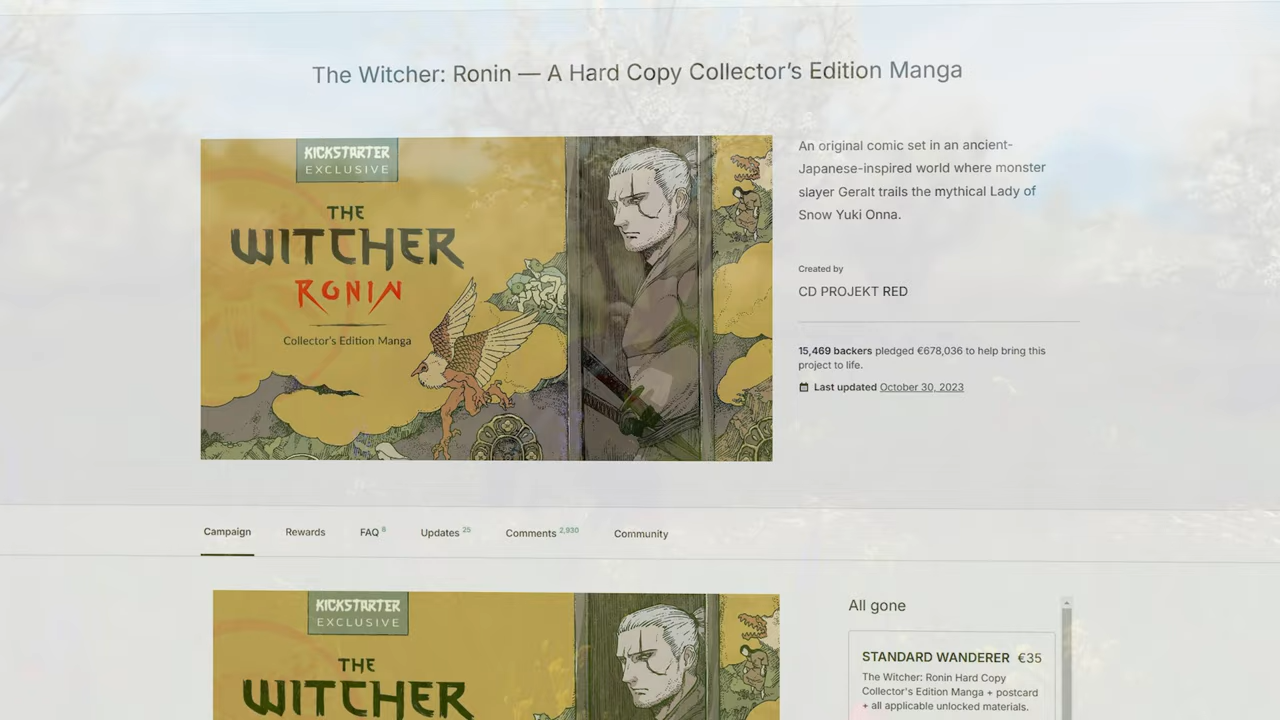 The Witcher: Ronin — A Hard Copy Collector's Edition Manga
KICKSTARTER
EXCLUSIVE
THE
WITCHER
RONIN
Collector's Edition Manga
An original comic set in an ancient-
Japanese-inspired world where monster
slayer Geralt trails the mythical Lady of
Snow Yuki Onna.
Created by
CD PROJEKT RED
15,469 backers pledged €678,036 to help bring this
project to life.
Last updated October 30, 2023
Campaign Rewards FAQ 8 Updates 25 Comments 2,930 Community
KICKSTARTER
EXCLUSIVE
THE
WITCHER
All gone
STANDARD WANDERER €35
The Witcher: Ronin Hard Copy
Collector's Edition Manga + postcard
+ all applicable unlocked materials.